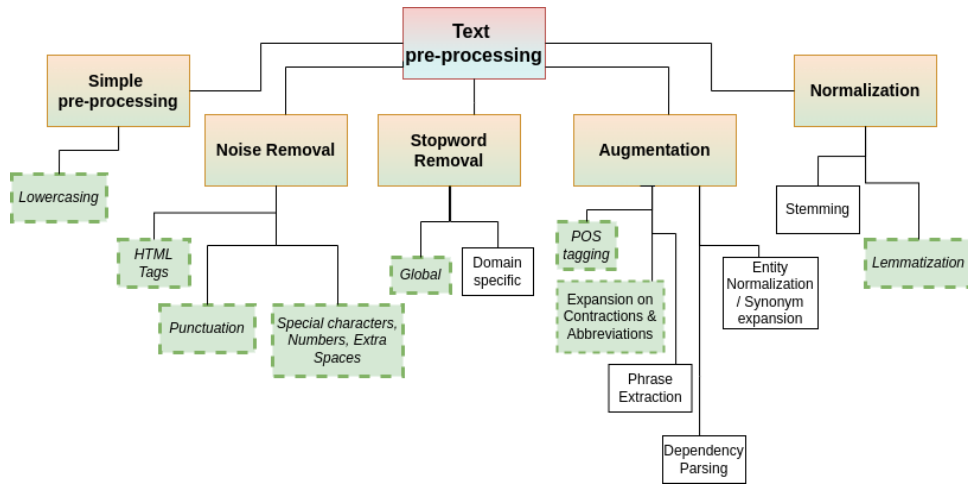 Text
pre-processing
Simple
pre-processing
Normalization
Noise Removal
Stopword
Removal
Augmentation
Lowercasing
Stemming
HTML
Tags
Global
Domain
specific
POS
tagging
Entity
Normalization
/ Synonym
expansion
Lemmatization
Punctuation
Special characters,
Numbers, Extra
Spaces
Expansion on
Contractions &
Abbreviations
Phrase
Extraction
Dependency
Parsing